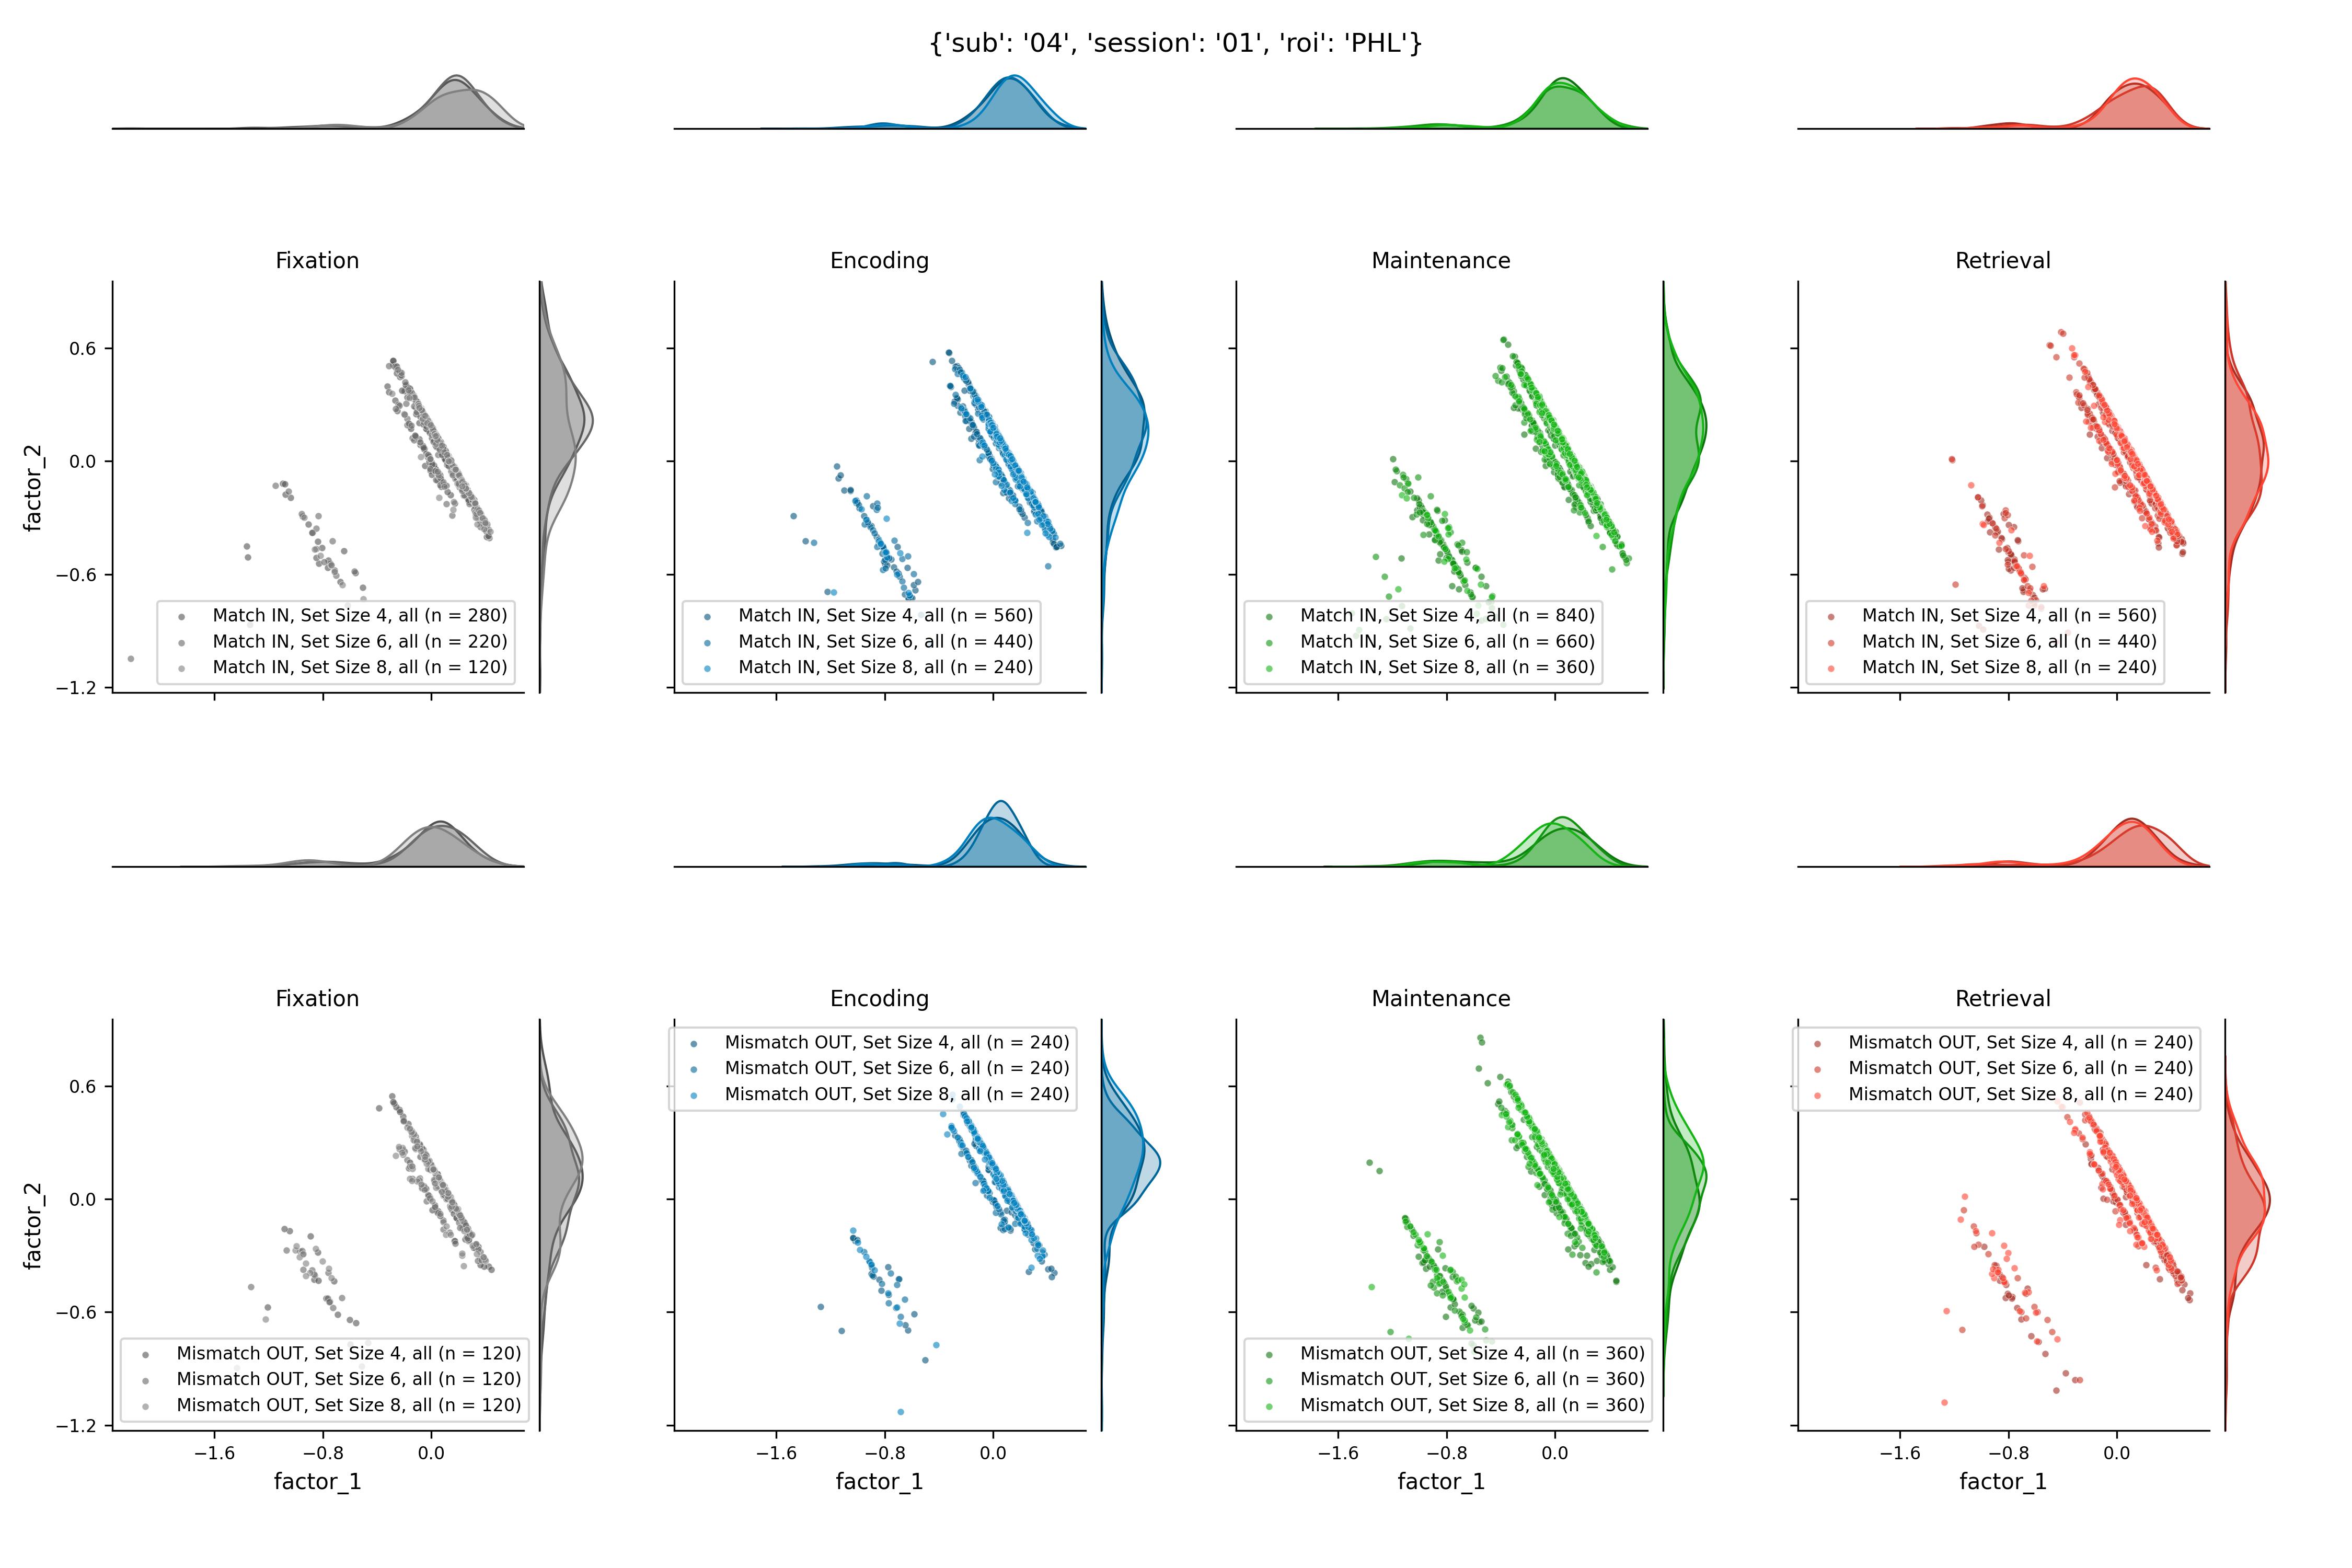 {'sub': '04', 'session': '01', 'roi': 'PHL'}
Fixation
Encoding
Maintenance
Retrieval
factor_2
0.6
0.0
−0.6
−1.2
Match IN, Set Size 4, all (n = 280)
Match IN, Set Size 6, all (n = 220)
Match IN, Set Size 8, all (n = 120)
Match IN, Set Size 4, all (n = 560)
Match IN, Set Size 6, all (n = 440)
Match IN, Set Size 8, all (n = 240)
Match IN, Set Size 4, all (n = 840)
Match IN, Set Size 6, all (n = 660)
Match IN, Set Size 8, all (n = 360)
Match IN, Set Size 4, all (n = 560)
Match IN, Set Size 6, all (n = 440)
Match IN, Set Size 8, all (n = 240)
Fixation
Encoding
Maintenance
Retrieval
factor_2
0.6
0.0
−0.6
−1.2
Mismatch OUT, Set Size 4, all (n = 120)
Mismatch OUT, Set Size 6, all (n = 120)
Mismatch OUT, Set Size 8, all (n = 120)
Mismatch OUT, Set Size 4, all (n = 240)
Mismatch OUT, Set Size 6, all (n = 240)
Mismatch OUT, Set Size 8, all (n = 240)
Mismatch OUT, Set Size 4, all (n = 360)
Mismatch OUT, Set Size 6, all (n = 360)
Mismatch OUT, Set Size 8, all (n = 360)
Mismatch OUT, Set Size 4, all (n = 240)
Mismatch OUT, Set Size 6, all (n = 240)
Mismatch OUT, Set Size 8, all (n = 240)
−1.6 −0.8 0.0
−1.6 −0.8 0.0
−1.6 −0.8 0.0
−1.6 −0.8 0.0
factor_1
factor_1
factor_1
factor_1